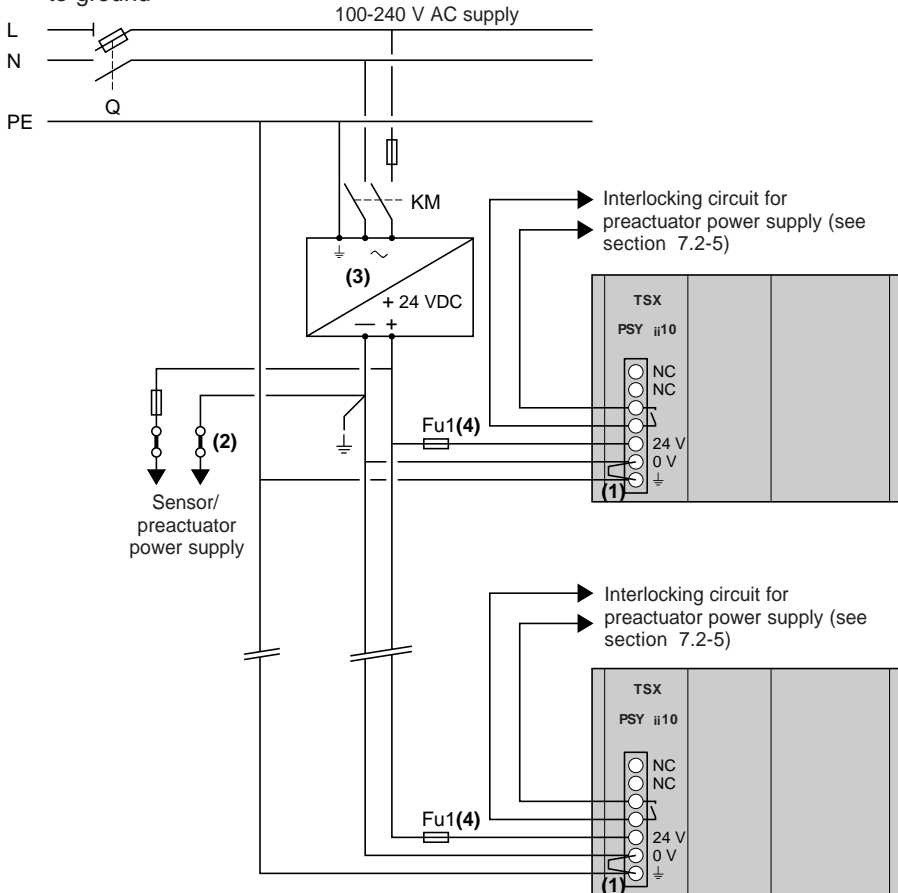 100-240 V AC supply
L
N
Q
PE
KM
Interlocking circuit for
preactuator power supply (see
section 7.2-5)
(3)
+ 24 VDC
— +
TSX
PSY ii10
NC
NC
Fu1(4)
24 V
0 V
(1)
(2)
Sensor/
preactuator
power supply
Interlocking circuit for
preactuator power supply (see
section 7.2-5)
TSX
PSY ii10
NC
NC
Fu1(4)
24 V
0 V
(1)